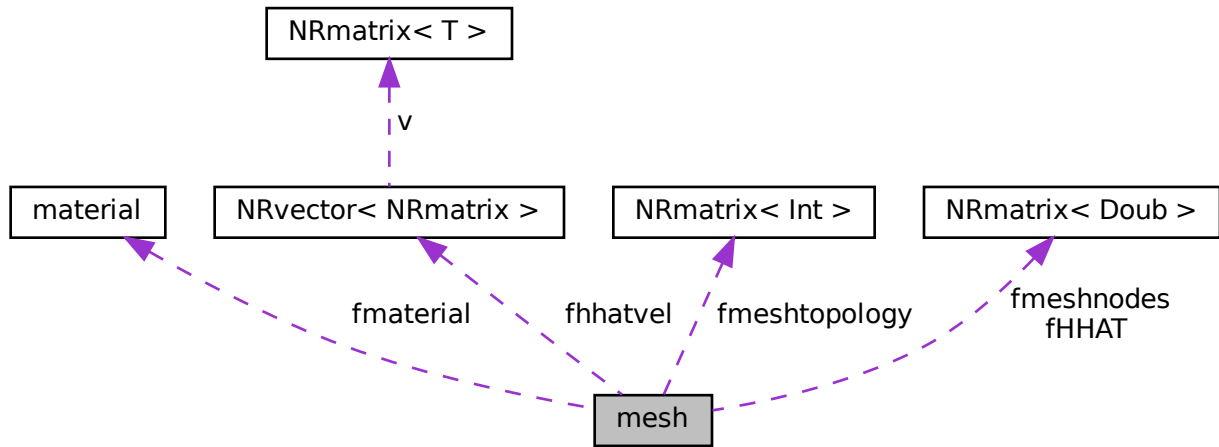 NRmatrix< T >
v
material
NRvector< NRmatrix >
NRmatrix< Int >
NRmatrix< Doub >
fmaterial
fhhatvel
fmeshtopology
fmeshnodes
fHHAT
mesh